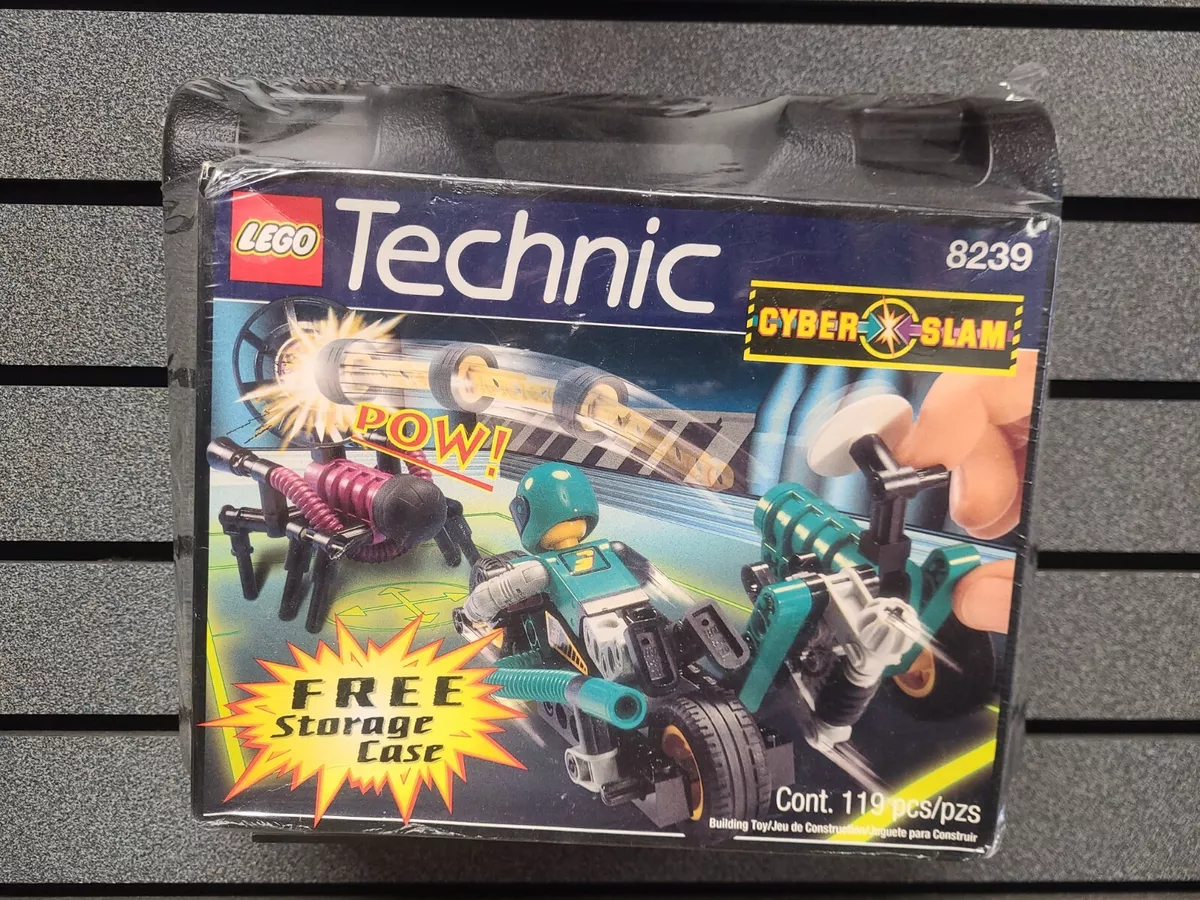 LEGO Technic
8239
CYBER SLAM
POW!
3
FREE
Storage
Case
Cont. 119 pcs/pzs
Building Toy/Jeu de Construction/Juguete para Construir